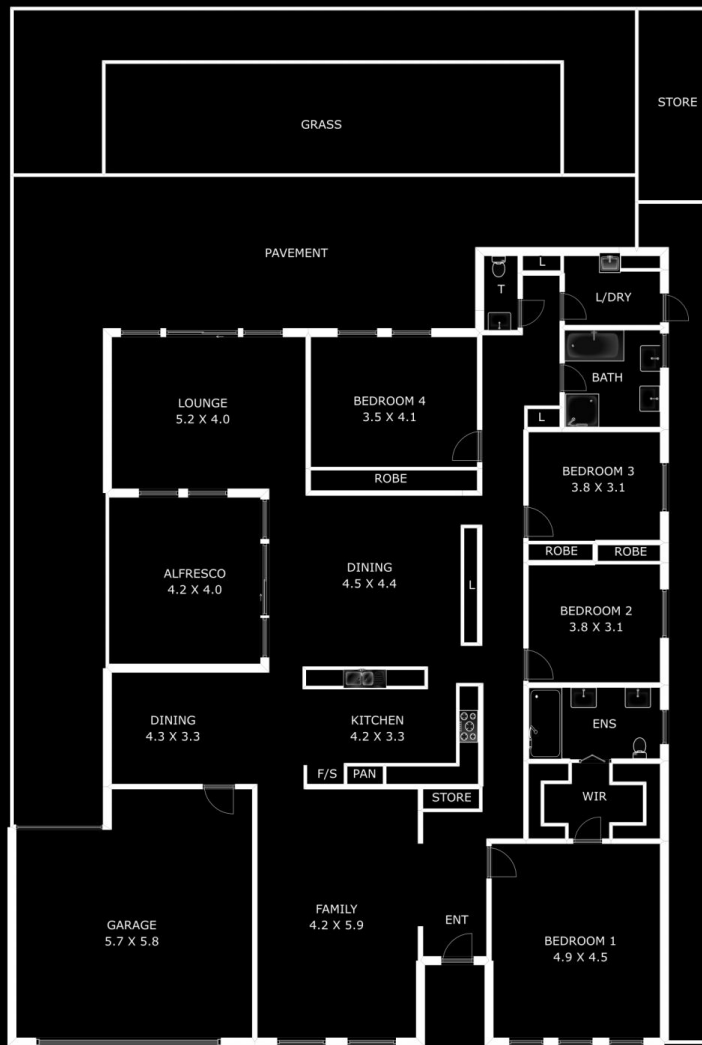 GRASS
STORE
PAVEMENT
L
T
L/DRY
BATH
LOUNGE
5.2 X 4.0
BEDROOM 4
3.5 X 4.1
L
ROBE
BEDROOM 3
3.8 X 3.1
ROBE
ROBE
ALFRESCO
4.2 X 4.0
DINING
4.5 X 4.4
L
BEDROOM 2
3.8 X 3.1
DINING
4.3 X 3.3
KITCHEN
4.2 X 3.3
ENS
F/S
PAN
STORE
WIR
FAMILY
4.2 X 5.9
GARAGE
5.7 X 5.8
ENT
BEDROOM 1
4.9 X 4.5